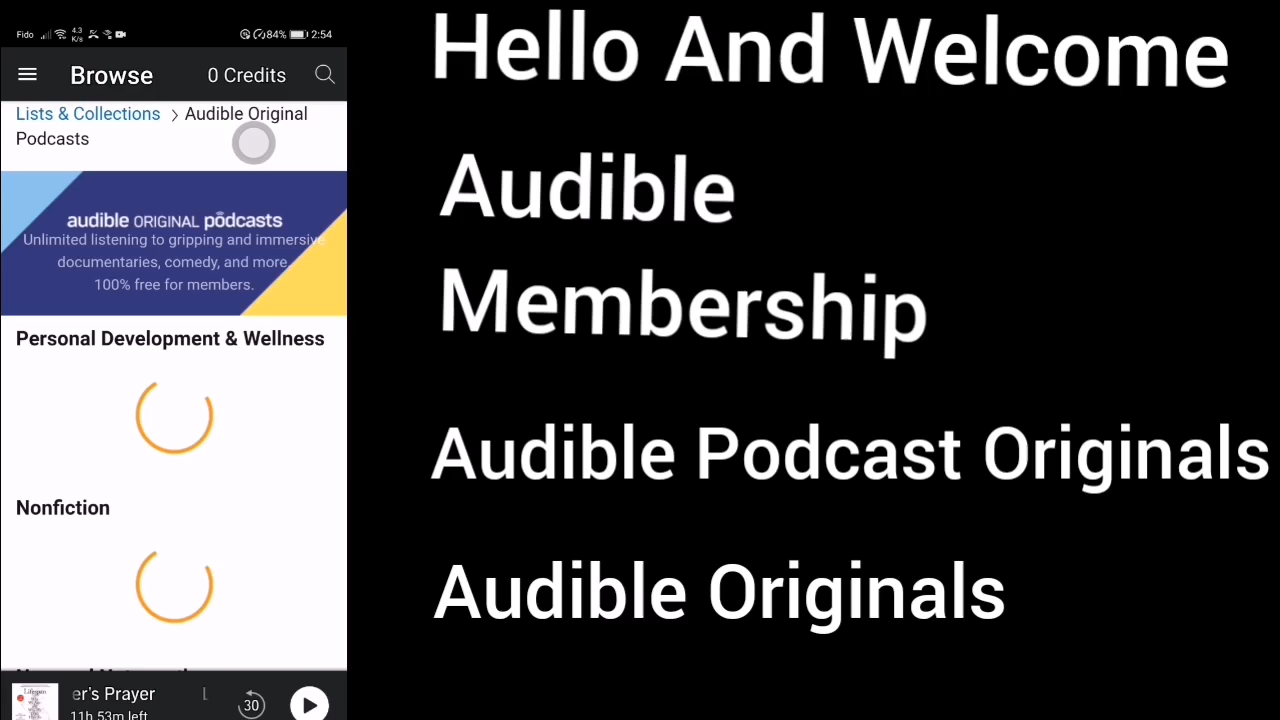 Fido
4.3
K/s
84%
2:54
Browse
0 Credits
Lists & Collections > Audible Original
Podcasts
audible ORIGINAL podcasts
Unlimited listening to gripping and immersive
documentaries, comedy, and more.
100% free for members.
Personal Development & Wellness
Nonfiction
er's Prayer
11h 53m left
30
Hello And Welcome
Audible
Membership
Audible Podcast Originals
Audible Originals